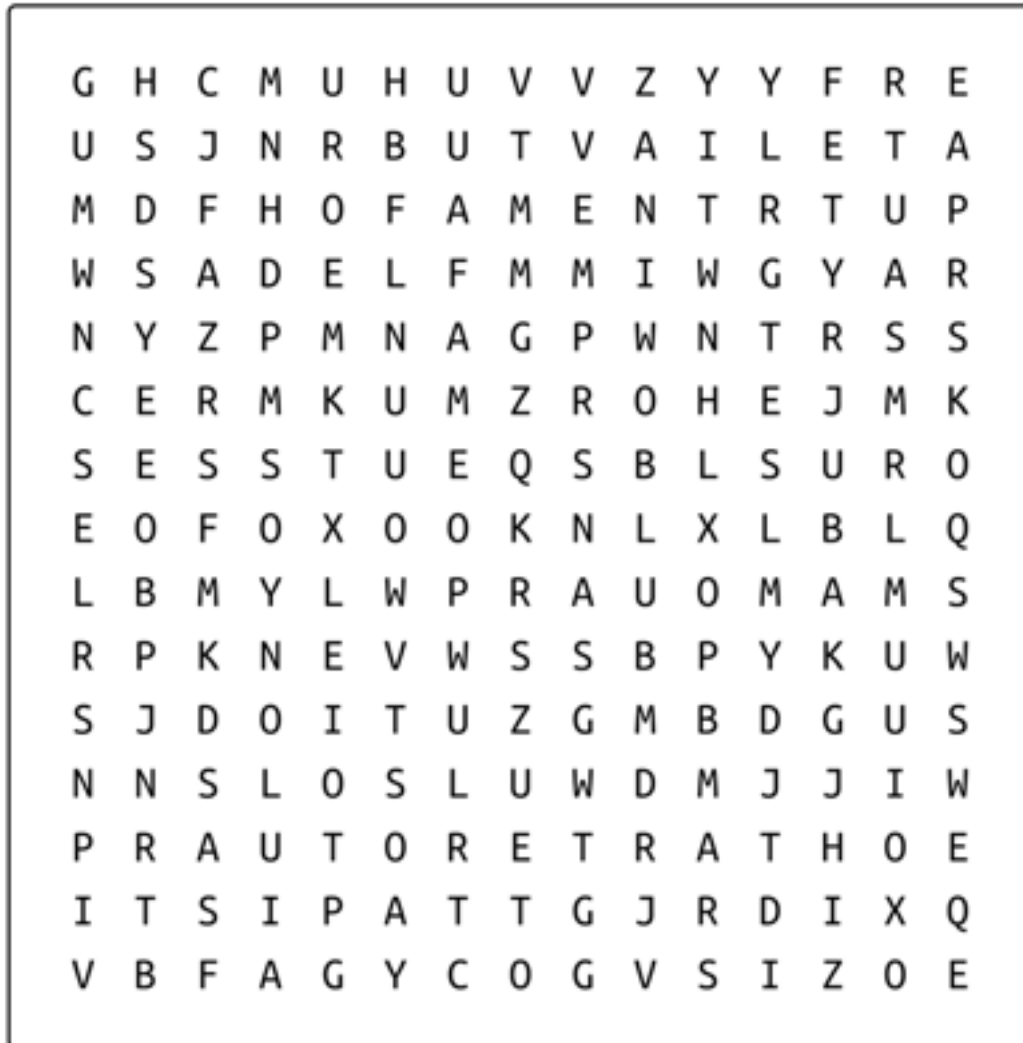 G H C M U H U V V Z Y Y F R E
U S J N R B U T V A I L E T A
M D F H O F A M E N T R T U P
W S A D E L F M M I W G Y A R
N Y Z P M N A G P W N T R S S
C E R M K U M Z R O H E J M K
S E S S T U E Q S B L S U R O
E O F O X O O K N L X L B L Q
L B M Y L W P R A U O M A M S
R P K N E V W S S B P Y K U W
S J D O I T U Z G M B D G U S
N N S L O S L U W D M J J I W
P R A U T O R E T R A T H O E
I T S I P A T T G J R D I X Q
V B F A G Y C O G V S I Z O E